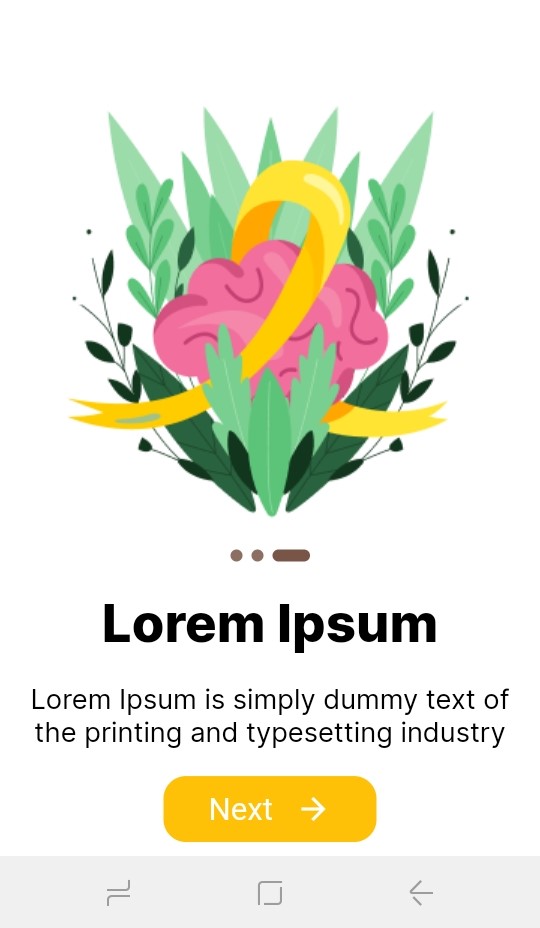 Lorem Ipsum
Lorem Ipsum is simply dummy text of
the printing and typesetting industry
Next